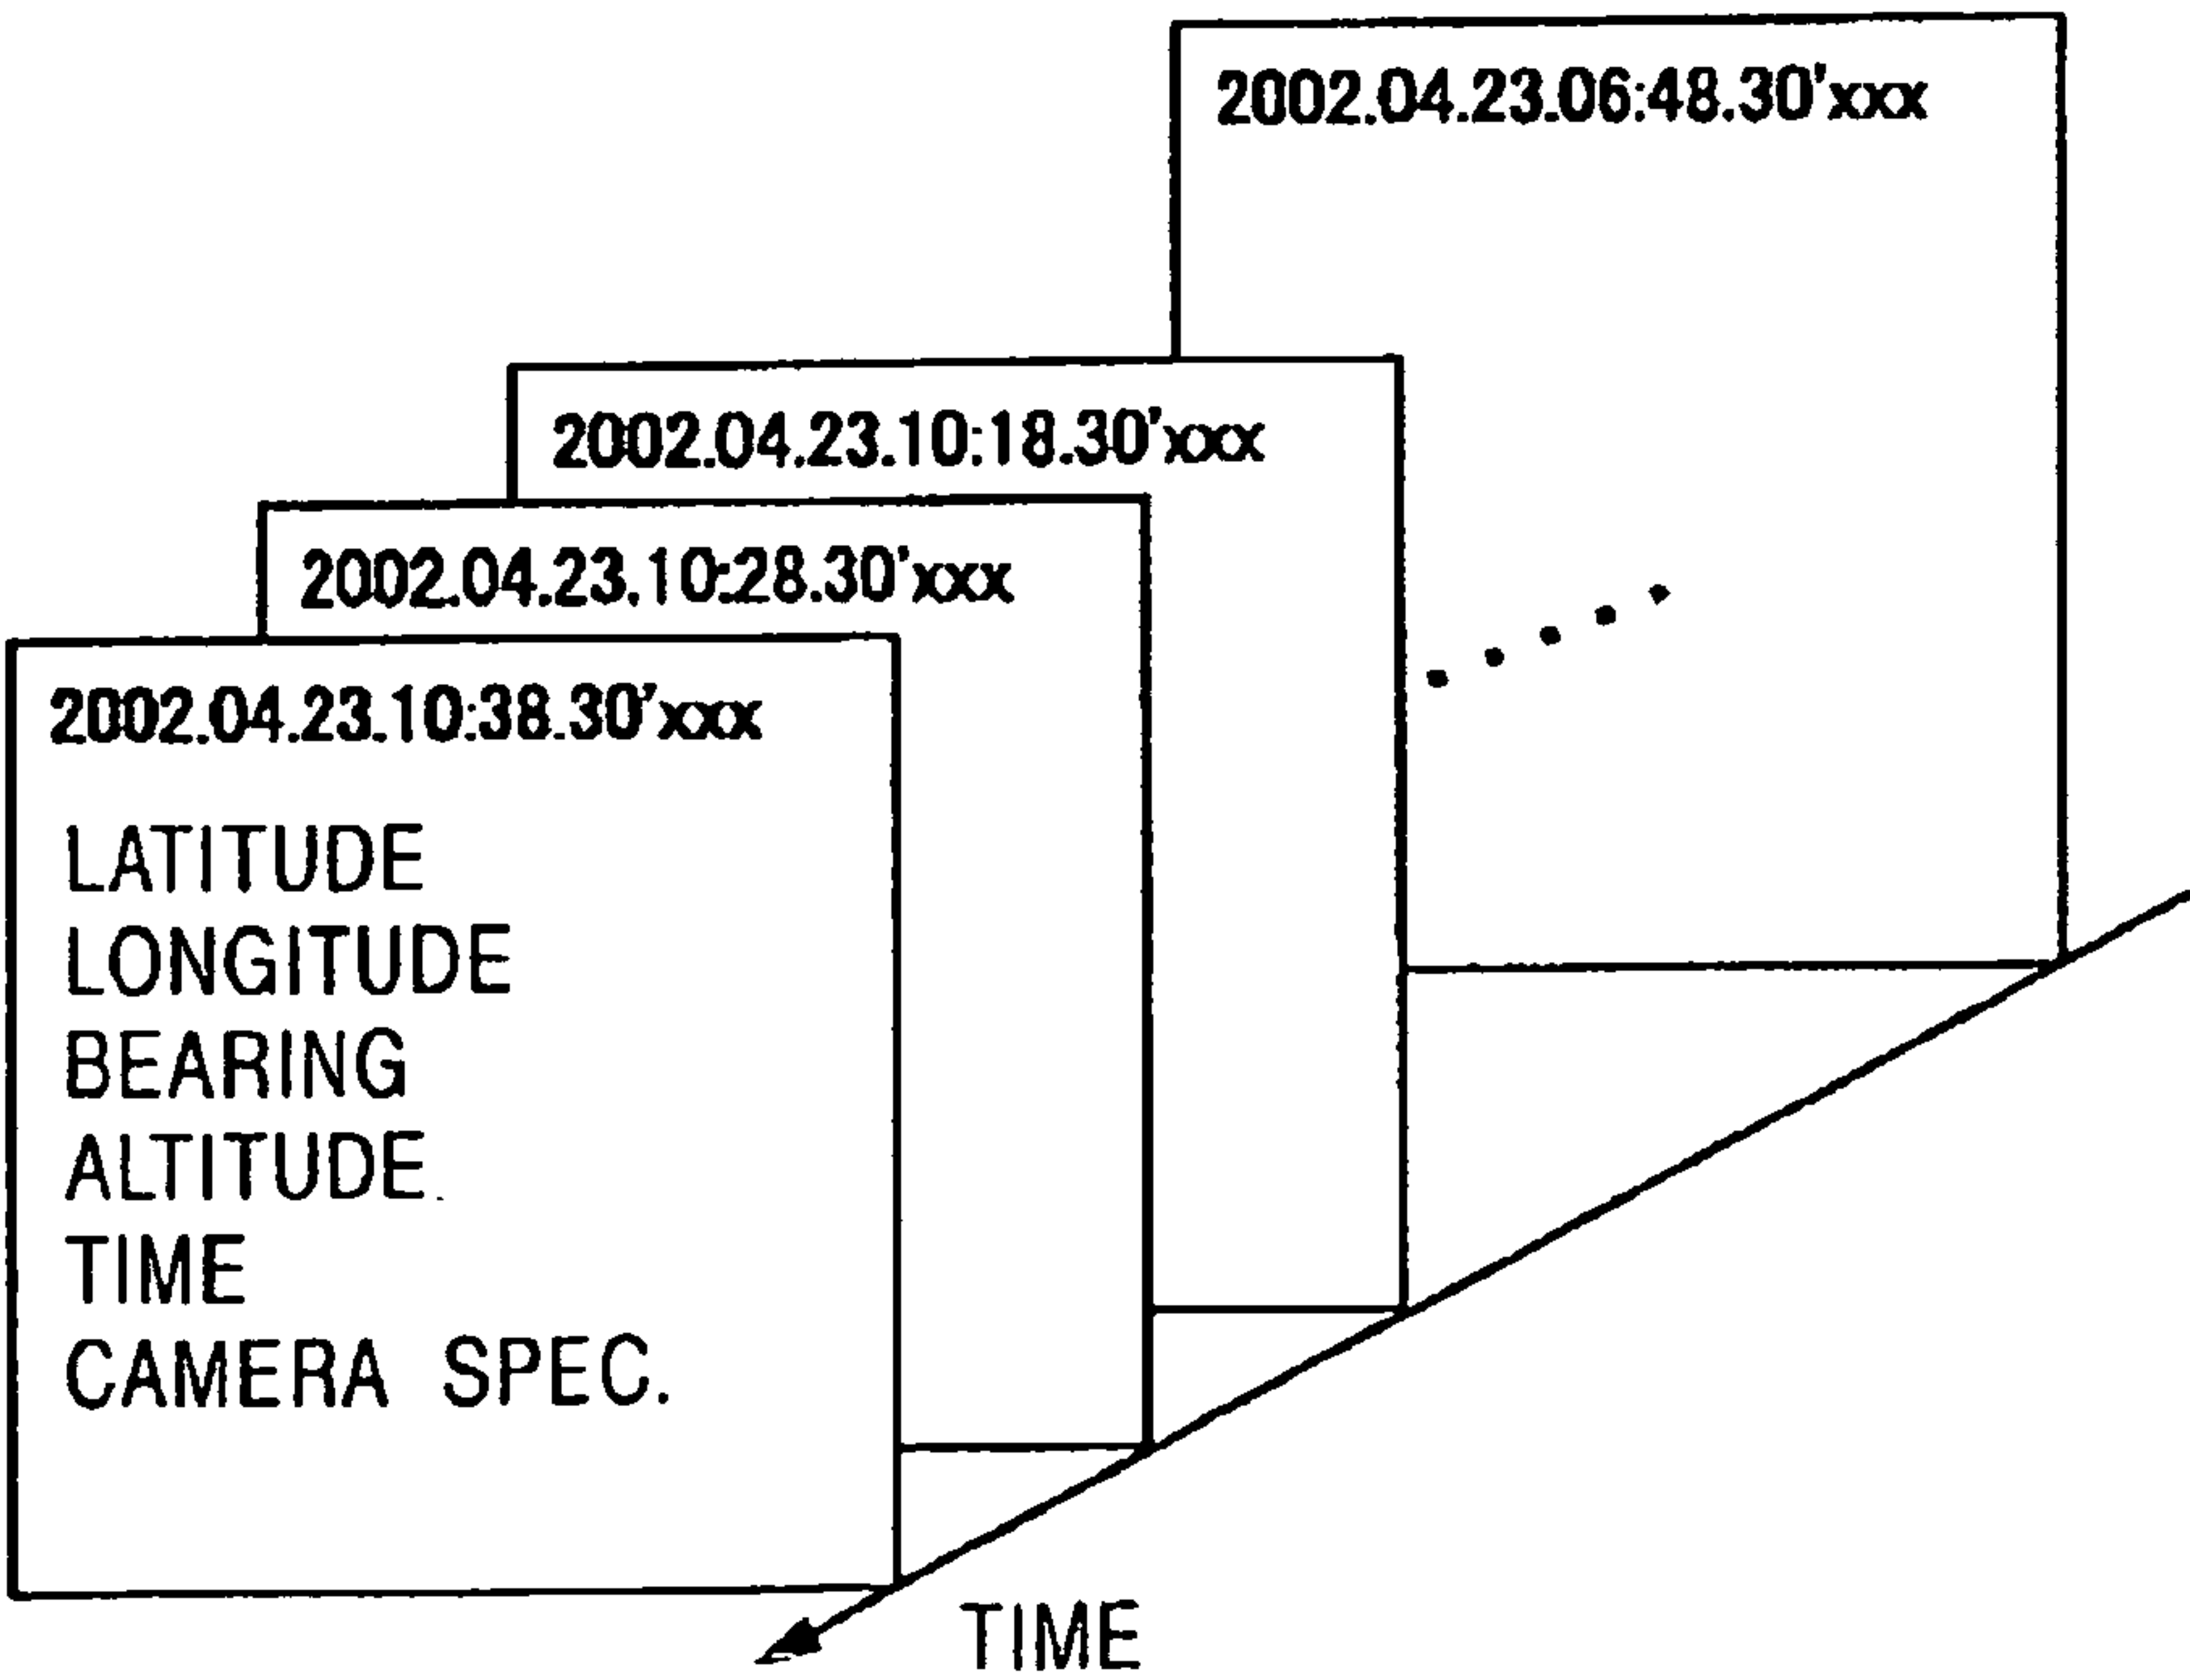 2002.04.23.06:48.30'xxx
2002.04.23.10:18.30'xxx
2002.04.23.10:28.30'xxx
2002.04.23.10:38.30'xxx
LATITUDE
LONGITUDE
BEARING
ALTITUDE
TIME
CAMERA SPEC.
TIME